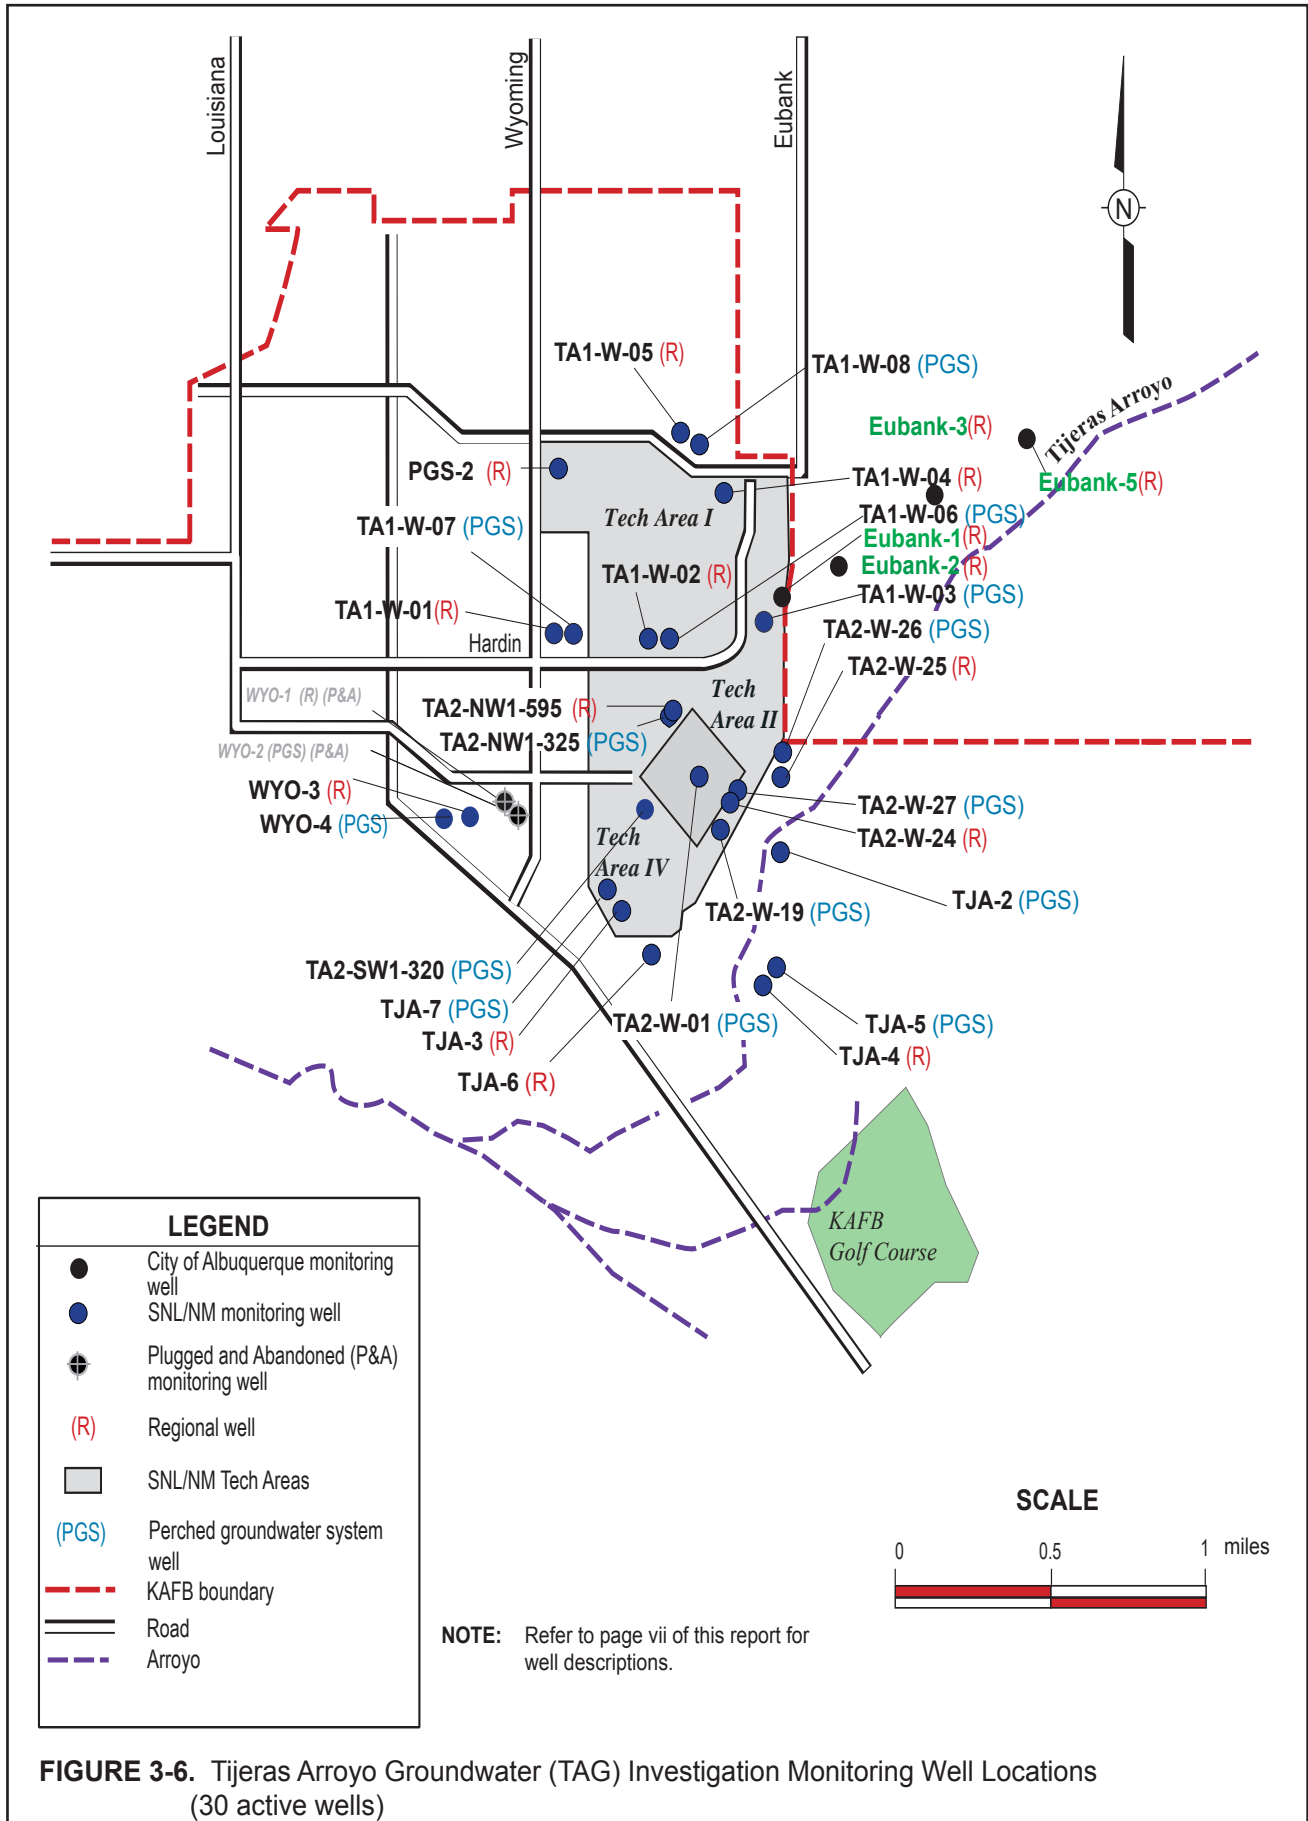 Louisiana
Wyoming
Eubank
N
TA1-W-05 (R)
TA1-W-08 (PGS)
Tijeras Arroyo
Eubank-3(R)
PGS-2 (R)
TA1-W-04 (R)
Eubank-5(R)
Tech Area I
TA1-W-06 (PGS)
TA1-W-07 (PGS)
Eubank-1(R)
Eubank-2(R)
TA1-W-02 (R)
TA1-W-03 (PGS)
TA1-W-01(R)
TA2-W-26 (PGS)
Hardin
TA2-W-25 (R)
WYO-1 (R) (P&A)
TA2-NW1-595 (R)
Tech
Area II
TA2-NW1-325 (PGS)
WYO-2 (PGS) (P&A)
WYO-3 (R)
TA2-W-27 (PGS)
WYO-4 (PGS)
TA2-W-24 (R)
Tech
Area IV
TJA-2 (PGS)
TA2-W-19 (PGS)
TA2-SW1-320 (PGS)
TJA-7 (PGS)
TA2-W-01 (PGS)
TJA-5 (PGS)
TJA-3 (R)
TJA-4 (R)
TJA-6 (R)
KAFB
Golf Course
LEGEND
City of Albuquerque monitoring
well
SNL/NM monitoring well
Plugged and Abandoned (P&A)
monitoring well
(R) Regional well
SNL/NM Tech Areas
(PGS) Perched groundwater system
well
KAFB boundary
Road
Arroyo
SCALE
0 0.5 1 miles
NOTE: Refer to page vii of this report for
well descriptions.
FIGURE 3-6. Tijeras Arroyo Groundwater (TAG) Investigation Monitoring Well Locations
(30 active wells)